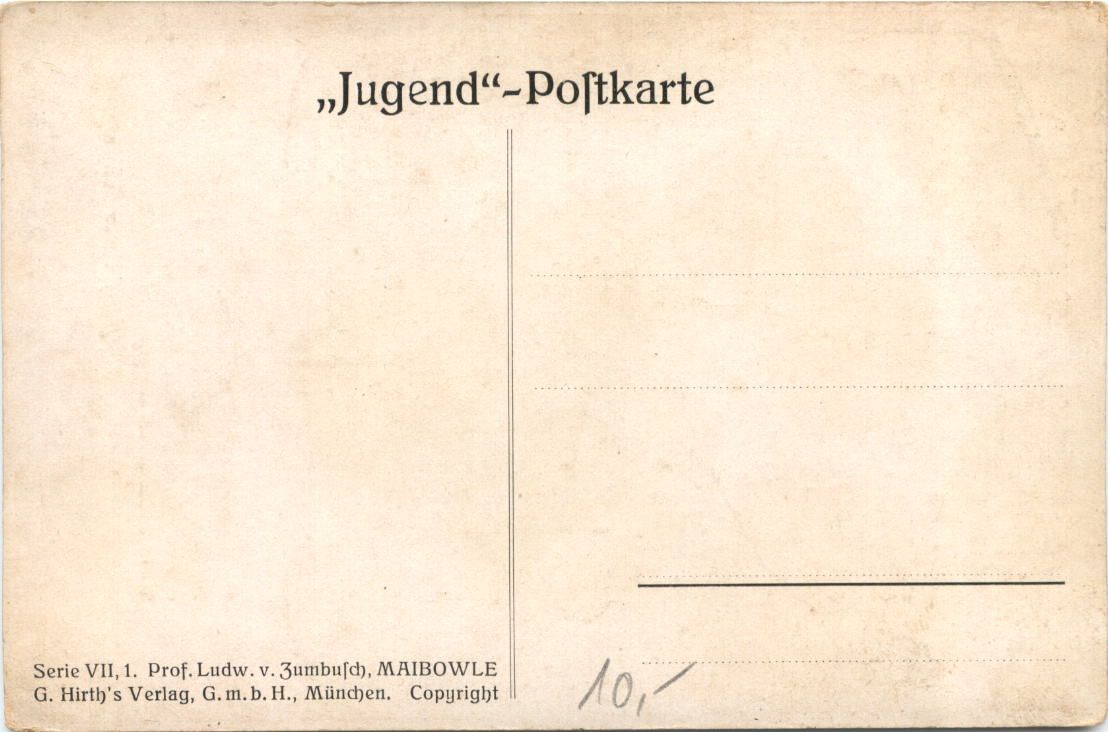 „Jugend“-Poſtkarte
Serie VII, 1. Prof. Ludw. v. Zumbuſch, MAIBOWLE
G. Hirth's Verlag, G. m. b. H., München. Copyright
10,-